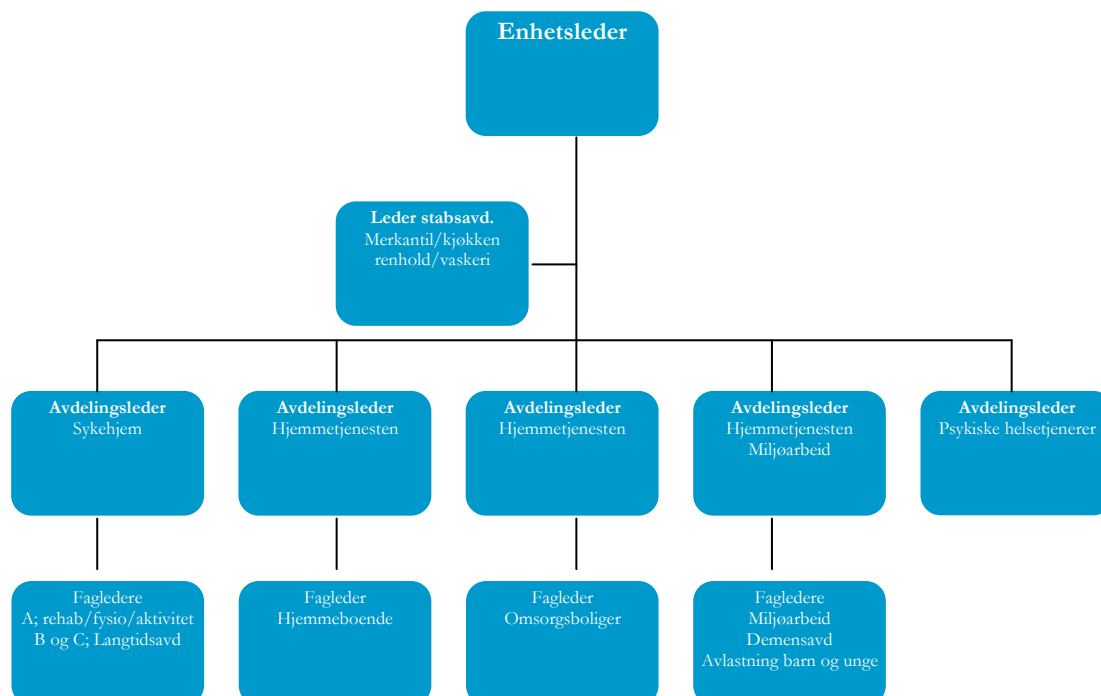 Enhetsleder
Leder stabsavd.
Merkantil/kjøkken
renhold/vaskeri
Avdelingsleder
Sykehjem
Avdelingsleder
Hjemmetjenesten
Avdelingsleder
Hjemmetjenesten
Avdelingsleder
Hjemmetjenesten
Miljøarbeid
Avdelingsleder
Psykiske helsetjenerer
Fagledere
A; rehab/fysio/aktivitet
B og C; Langtidsavd
Fagleder
Hjemmeboende
Fagleder
Omsorgsboliger
Fagledere
Miljøarbeid
Demensavd
Avlastning barn og unge